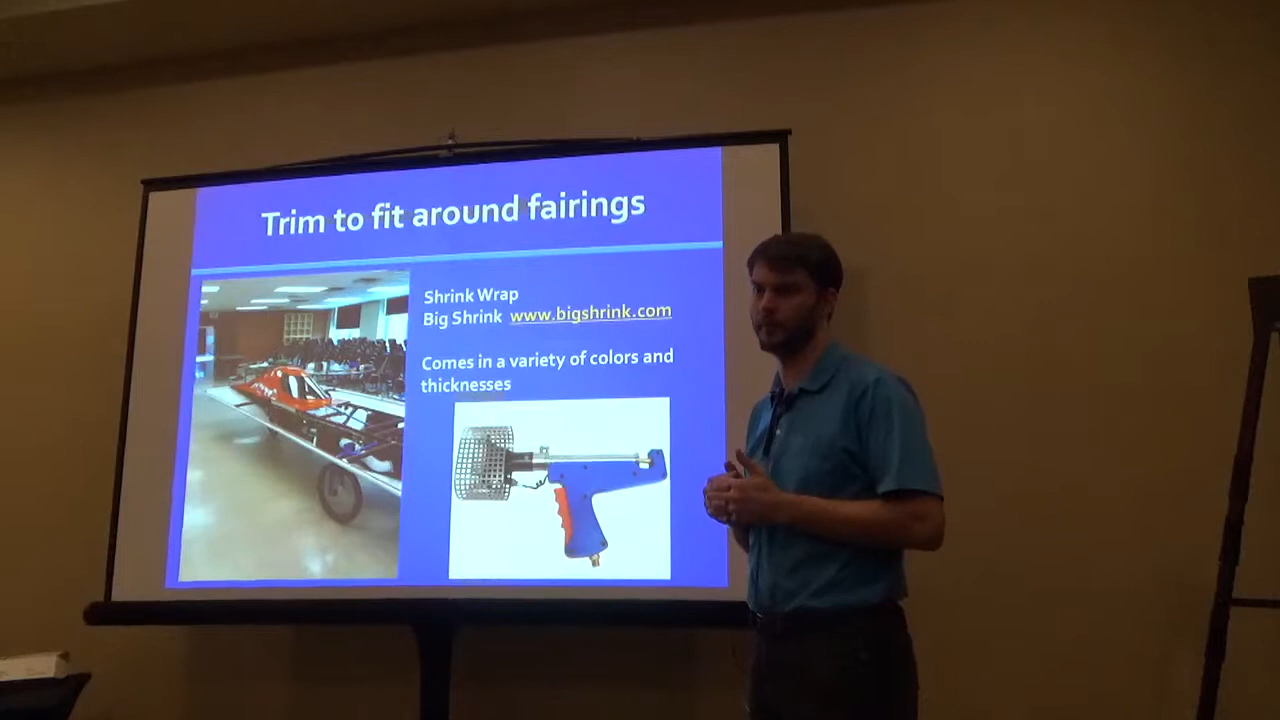 Trim to fit around fairings
Shrink Wrap
Big Shrink www.bigshrink.com
Comes in a variety of colors and
thicknesses